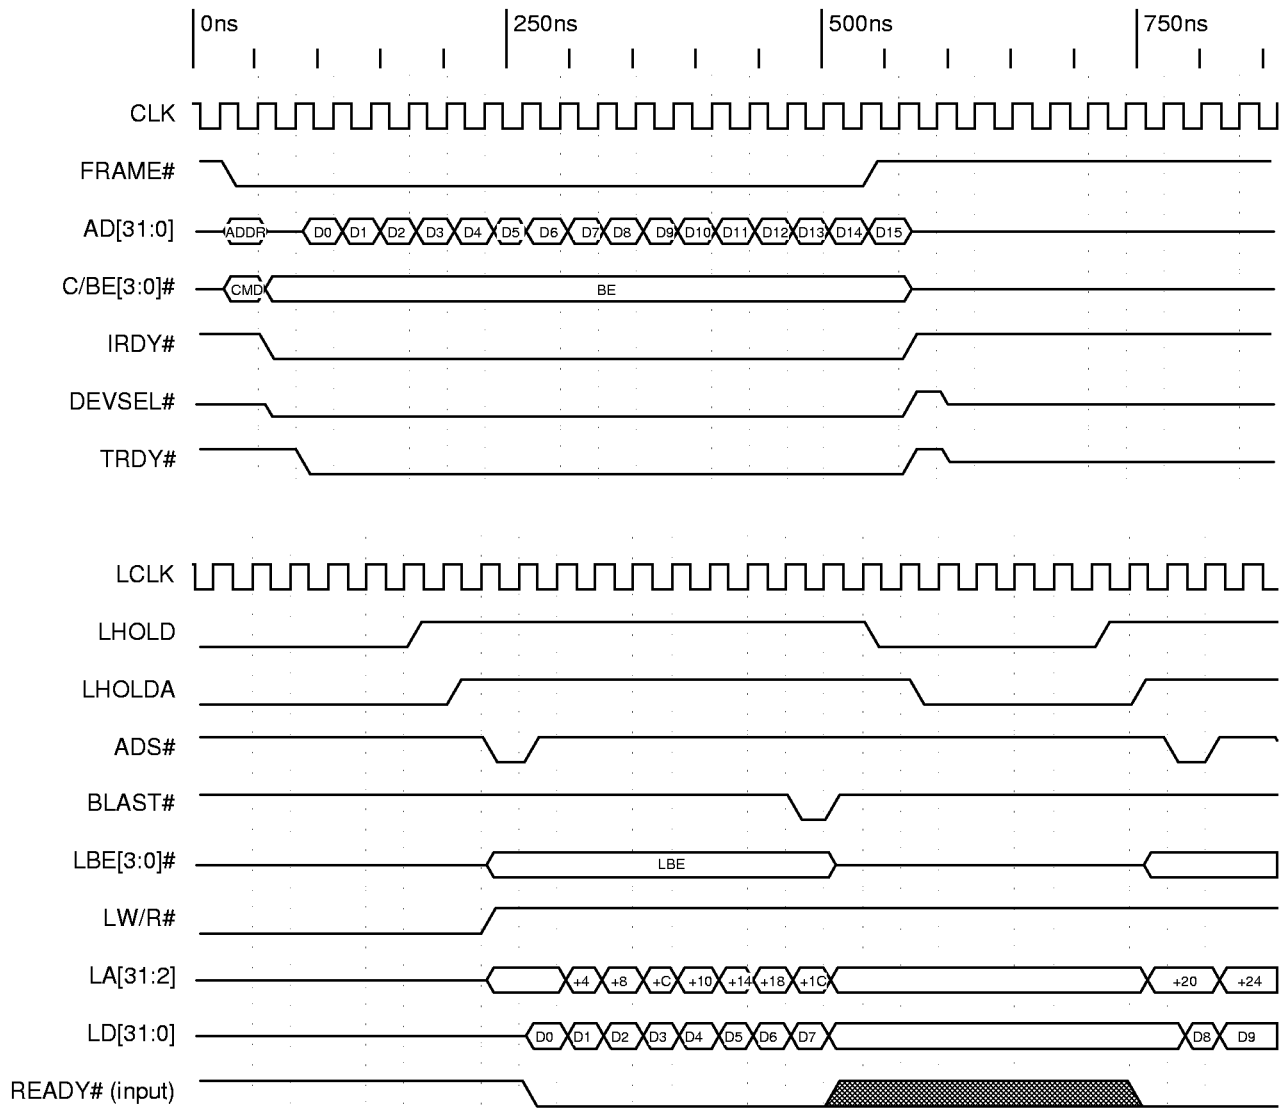 0ns 250ns 500ns 750ns
CLK
FRAME#
AD[31:0] ADDR D0 D1 D2 D3 D4 D5 D6 D7 D8 D9 D10 D11 D12 D13 D14 D15
C/BE[3:0]# CMD BE
IRDY#
DEVSEL#
TRDY#
LCLK
LHOLD
LHOLDA
ADS#
BLAST#
LBE[3:0]# LBE
LW/R#
LA[31:2] +4 +8 +C +10 +14 +18 +1C +20 +24
LD[31:0] D0 D1 D2 D3 D4 D5 D6 D7 D8 D9
READY# (input)